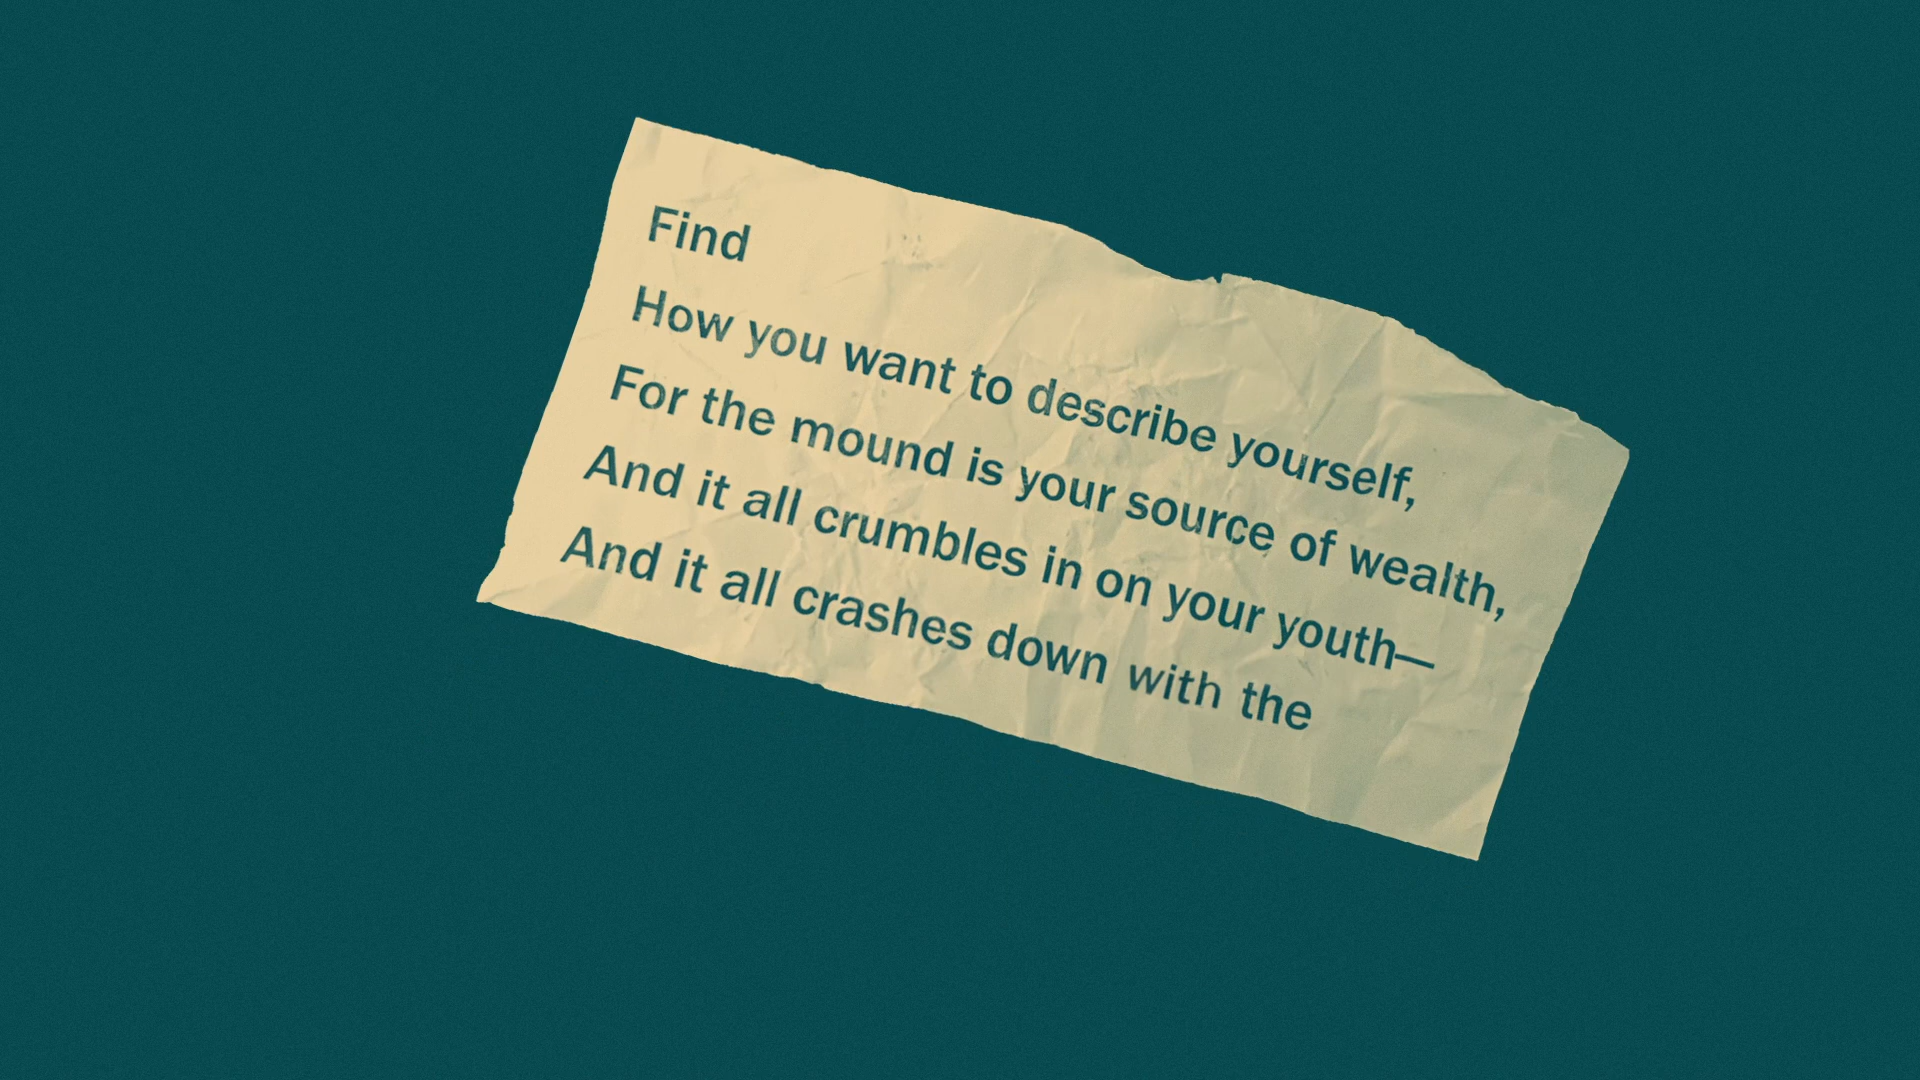 Find
How you want to describe yourself,
For the mound is your source of wealth,
And it all crumbles in on your youth—
And it all crashes down with the